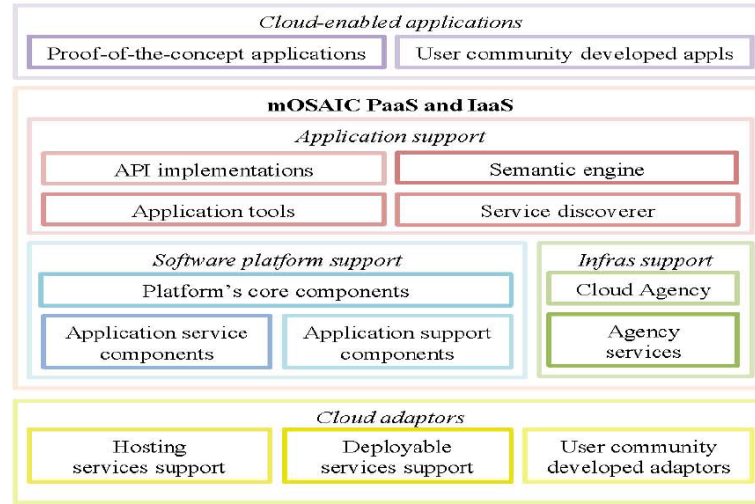 Cloud-enabled applications
Proof-of-the-concept applications
User community developed appls
mOSAIC PaaS and IaaS
Application support
API implementations
Semantic engine
Application tools
Service discoverer
Software platform support
Platform's core components
Application service
components
Application support
components
Infras support
Cloud Agency
Agency
services
Cloud adaptors
Hosting
services support
Deployable
services support
User community
developed adaptors